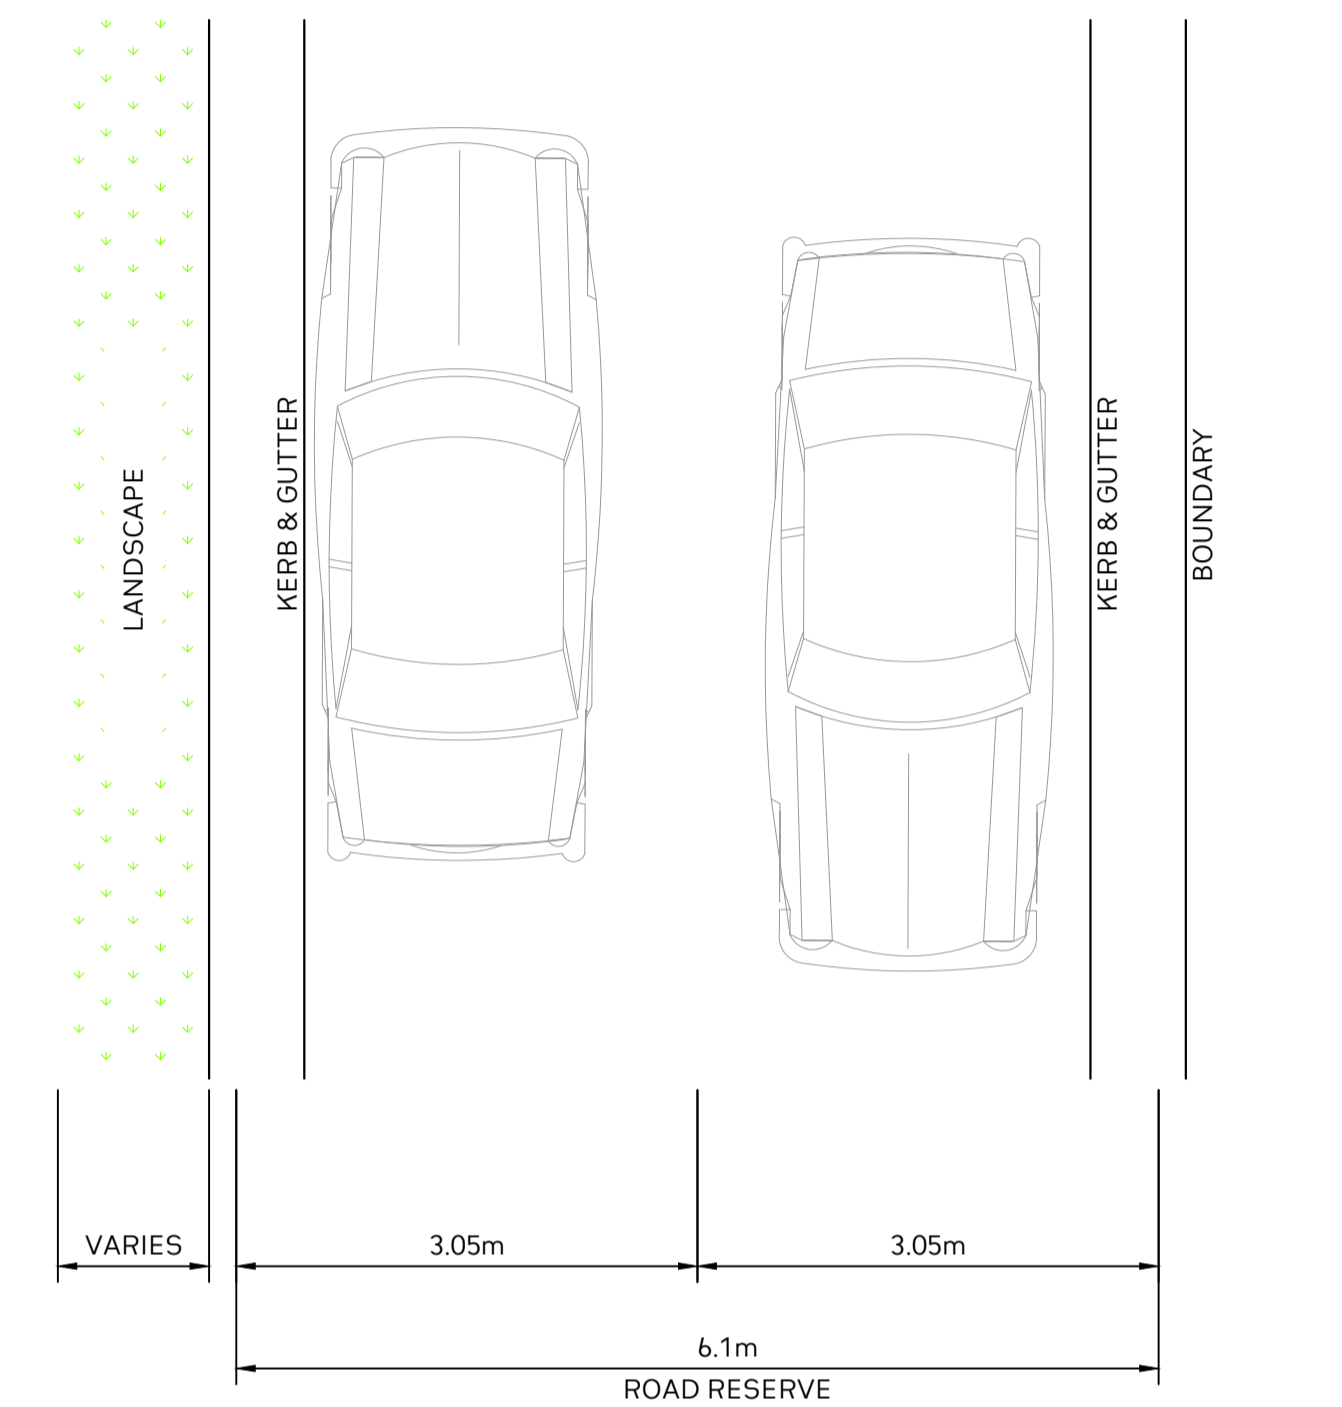 LANDSCAPE
KERB & GUTTER
KERB & GUTTER
BOUNDARY
VARIES
3.05m
3.05m
6.1m
ROAD RESERVE